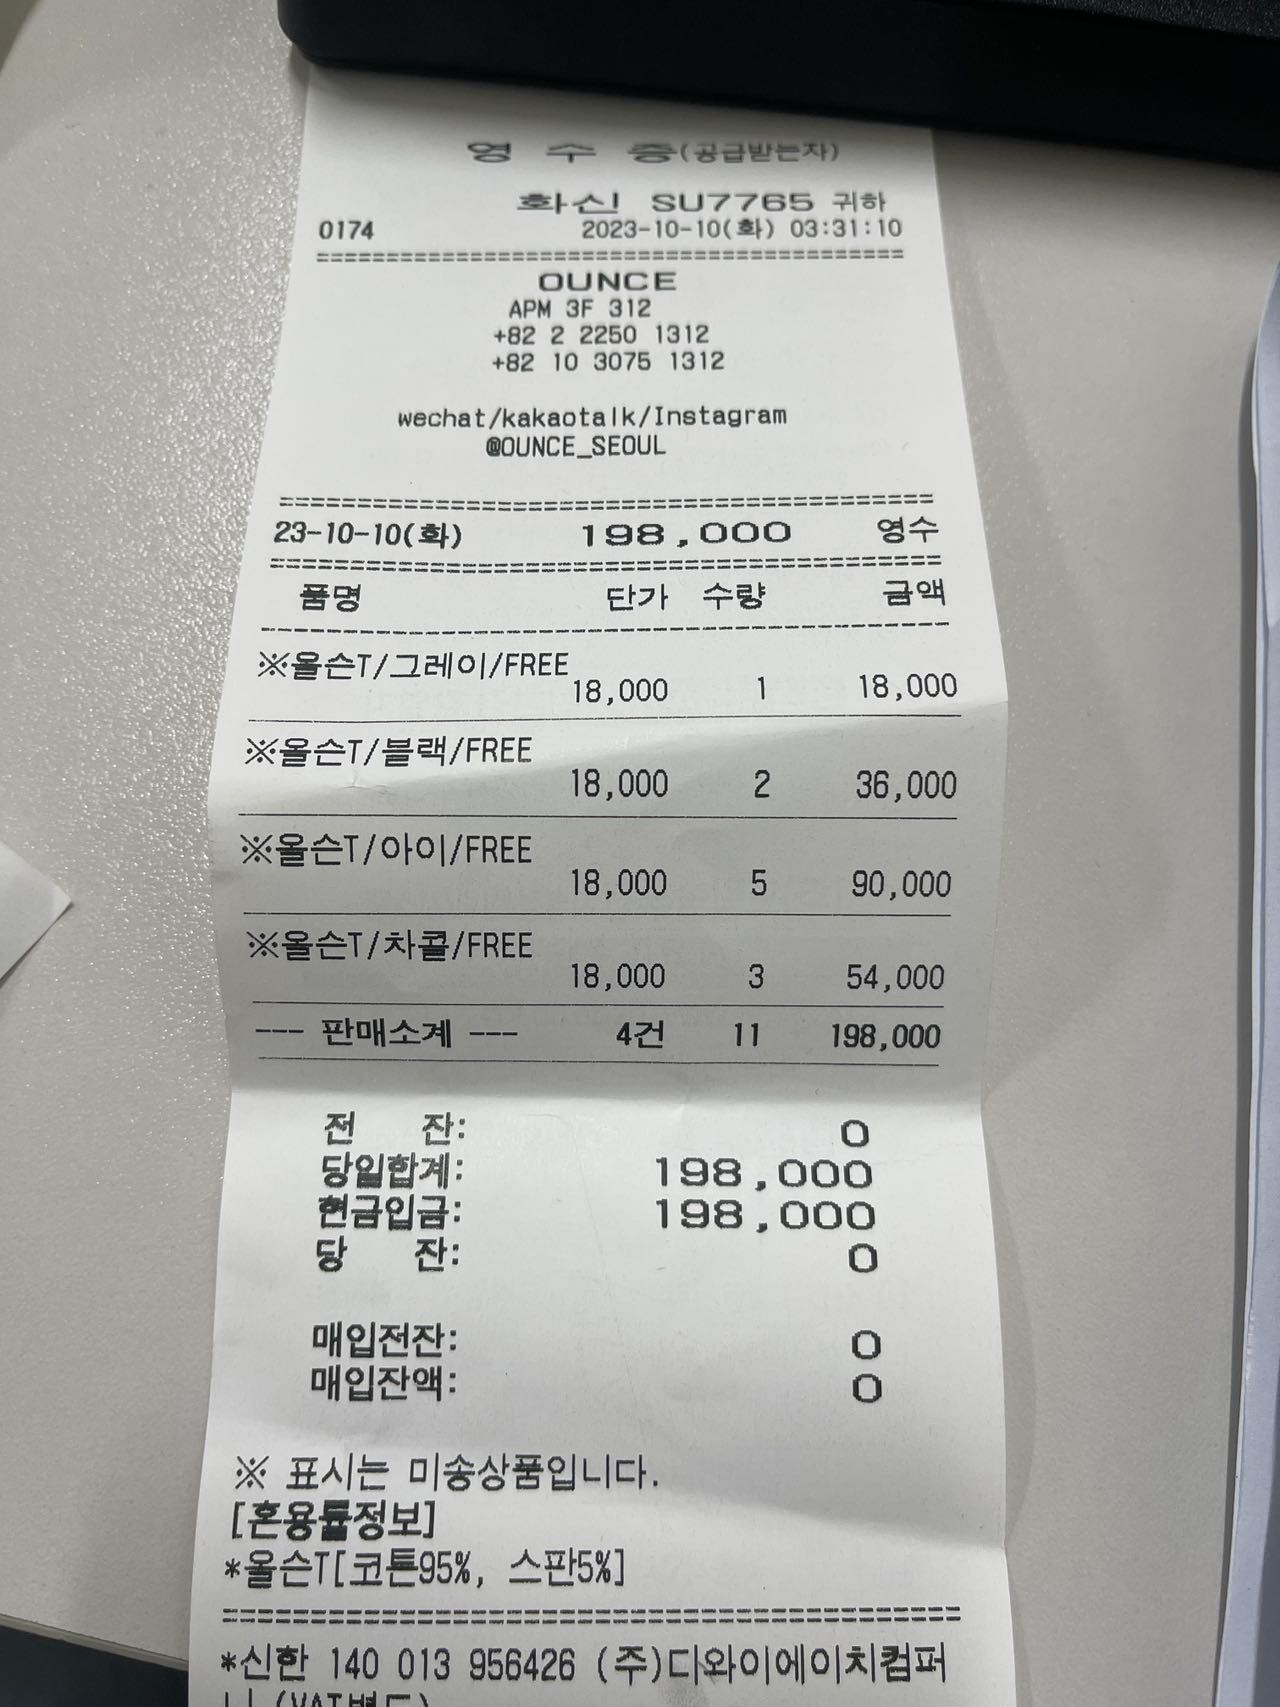 영 수 증(공급받는자)
화신 SU7765 귀하
0174 2023-10-10(화) 03:31:10
========================================
OUNCE
APM 3F 312
+82 2 2250 1312
+82 10 3075 1312
wechat/kakaotalk/Instagram
@OUNCE_SEOUL
========================================
23-10-10(화) 198,000 영수
========================================
품명 단가 수량 금액
----------------------------------------
※올슨T/그레이/FREE
18,000 1 18,000
※올슨T/블랙/FREE
18,000 2 36,000
※올슨T/아이/FREE
18,000 5 90,000
※올슨T/차콜/FREE
18,000 3 54,000
--- 판매소계 --- 4건 11 198,000
전 잔: 0
당일합계: 198,000
현금입금: 198,000
당 잔: 0
매입전잔: 0
매입잔액: 0
※ 표시는 미송상품입니다.
[혼용률정보]
*올슨T[코튼95%, 스판5%]
========================================
*신한 140 013 956426 (주)디와이에이치컴퍼
니(VAT별도)